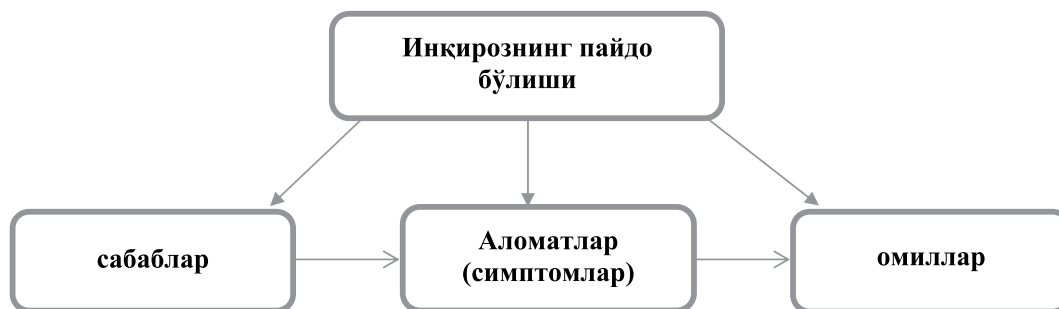 Инқирознинг пайдо
бўлиши
сабаблар
Аломатлар
(симптомлар)
омиллар